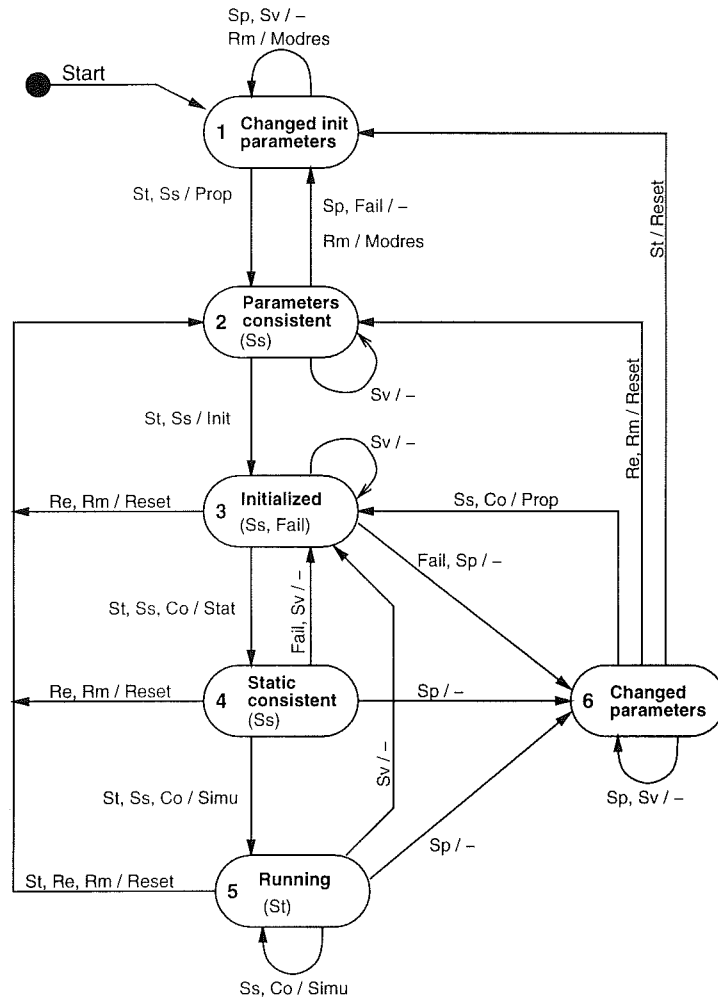 Sp, Sv / –
Rm / Modres
Start
1 Changed init
parameters
St, Ss / Prop
Sp, Fail / –
Rm / Modres
St / Reset
2 Parameters
consistent
(Ss)
Sv / –
St, Ss / Init
Re, Rm / Reset
Sv / –
Re, Rm / Reset
3 Initialized
(Ss, Fail)
Ss, Co / Prop
Fail, Sp / –
St, Ss, Co / Stat
Fail, Sv / –
Re, Rm / Reset
4 Static
consistent
(Ss)
Sp / –
6 Changed
parameters
Sp, Sv / –
St, Ss, Co / Simu
Sv / –
Sp / –
St, Re, Rm / Reset
5 Running
(St)
Ss, Co / Simu